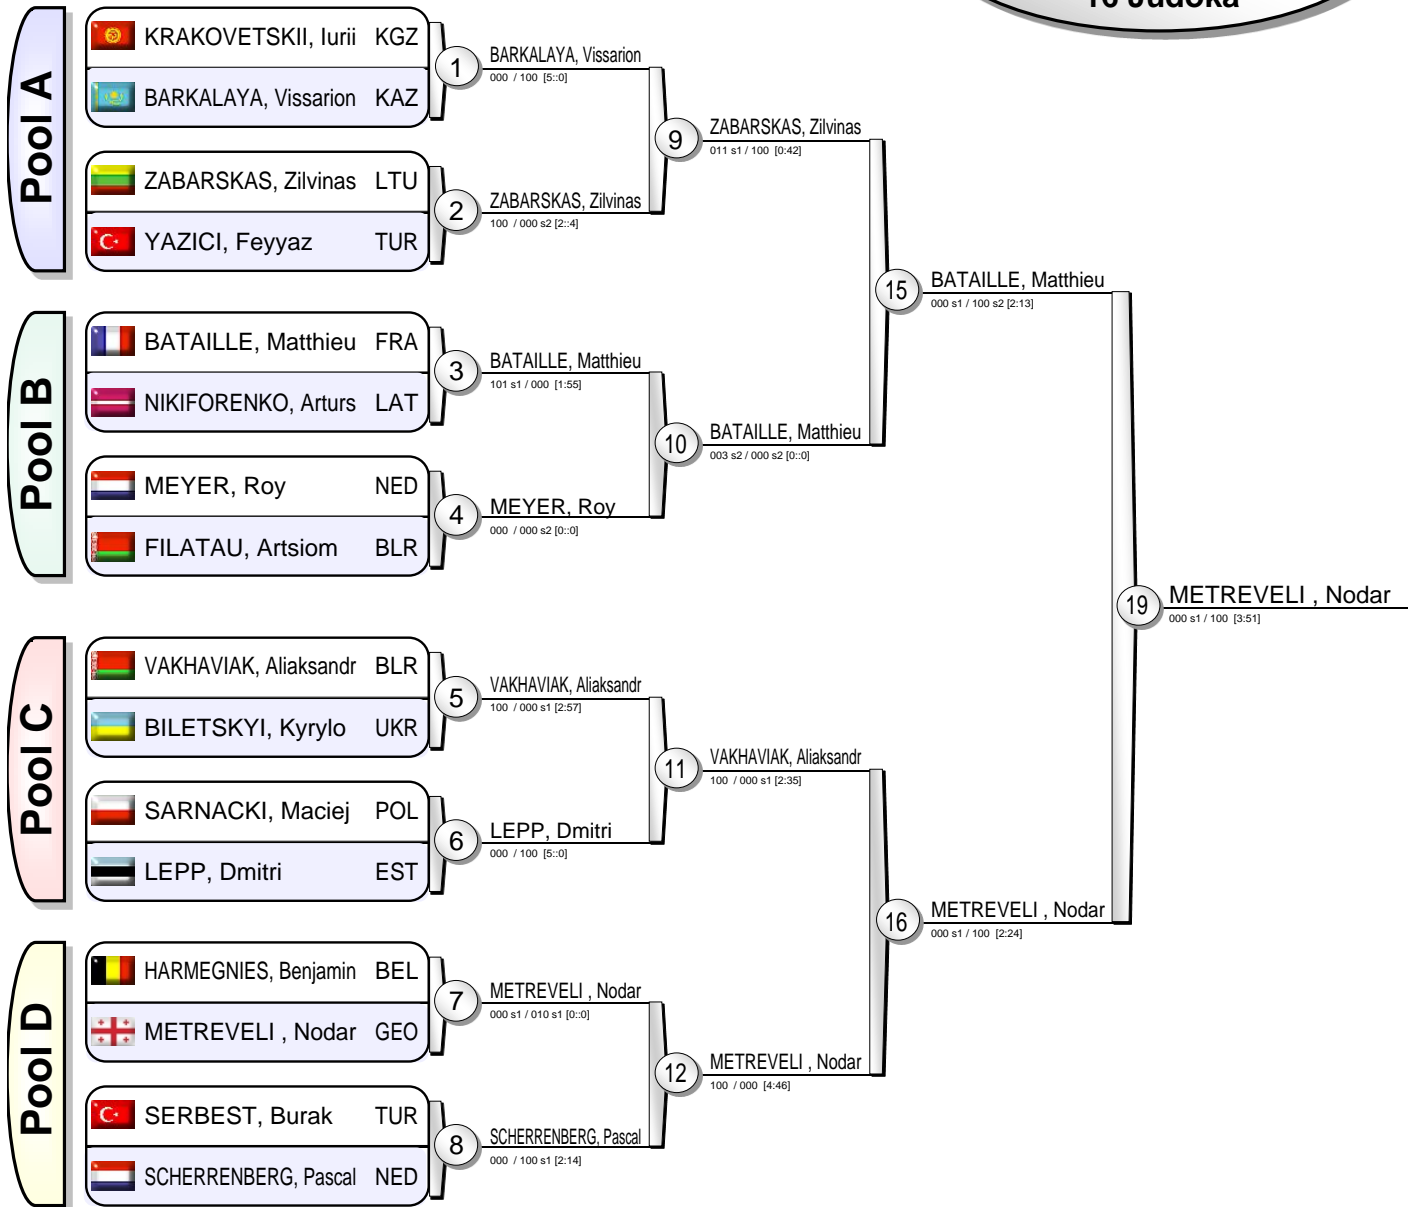 16 Judoka
Pool A
KRAKOVETSKII, Iurii KGZ
BARKALAYA, Vissarion KAZ
ZABARSKAS, Zilvinas LTU
YAZICI, Feyyaz TUR
1
BARKALAYA, Vissarion
000 / 100 [5::0]
2
ZABARSKAS, Zilvinas
100 / 000 s2 [2::4]
9
ZABARSKAS, Zilvinas
011 s1 / 100 [0:42]
Pool B
BATAILLE, Matthieu FRA
NIKIFORENKO, Arturs LAT
MEYER, Roy NED
FILATAU, Artsiom BLR
3
BATAILLE, Matthieu
101 s1 / 000 [1:55]
4
MEYER, Roy
000 / 000 s2 [0::0]
10
BATAILLE, Matthieu
003 s2 / 000 s2 [0::0]
15
BATAILLE, Matthieu
000 s1 / 100 s2 [2:13]
Pool C
VAKHAVIAK, Aliaksandr BLR
BILETSKYI, Kyrylo UKR
SARNACKI, Maciej POL
LEPP, Dmitri EST
5
VAKHAVIAK, Aliaksandr
100 / 000 s1 [2:57]
6
LEPP, Dmitri
000 / 100 [5::0]
11
VAKHAVIAK, Aliaksandr
100 / 000 s1 [2:35]
Pool D
HARMEGNIES, Benjamin BEL
METREVELI , Nodar GEO
SERBEST, Burak TUR
SCHERRENBERG, Pascal NED
7
METREVELI , Nodar
000 s1 / 010 s1 [0::0]
8
SCHERRENBERG, Pascal
000 / 100 s1 [2:14]
12
METREVELI , Nodar
100 / 000 [4:46]
16
METREVELI , Nodar
000 s1 / 100 [2:24]
19
METREVELI , Nodar
000 s1 / 100 [3:51]